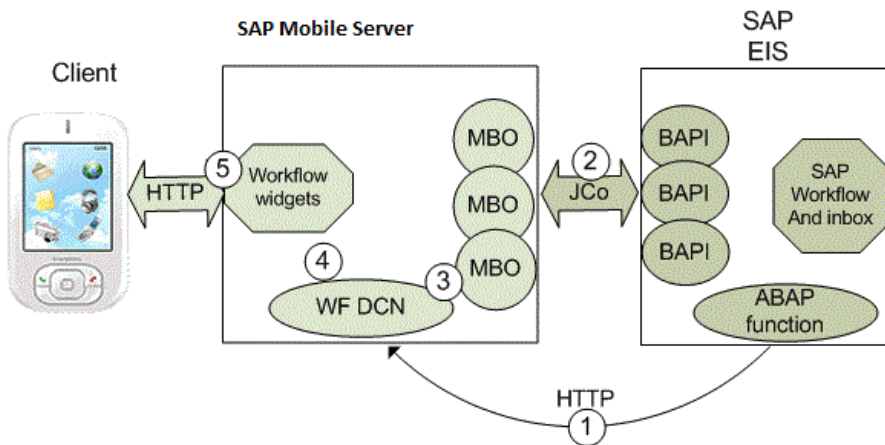 SAP Mobile Server
SAP
EIS
Client
5
HTTP
Workflow
widgets
MBO
MBO
MBO
2
JCo
BAPI
BAPI
BAPI
SAP
Workflow
And inbox
4
3
WF DCN
ABAP
function
HTTP
1